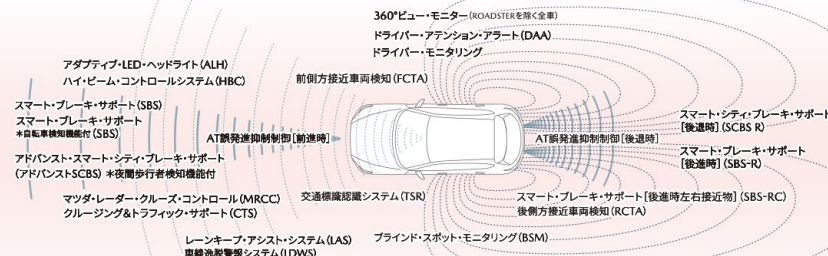 360°ビュー・モニター(ROADSTERを除く全車)
ドライバー・アテンション・アラート(DAA)
ドライバー・モニタリング
アダプティブ・LED・ヘッドライト(ALH)
ハイ・ビーム・コントロールシステム(HBC)
前側方接近車両検知(FCTA)
スマート・ブレーキ・サポート(SBS)
スマート・ブレーキ・サポート
*自転車検知機能付(SBS)
AT誤発進抑制制御[前進時]
AT誤発進抑制制御[後退時]
スマート・シティ・ブレーキ・サポート
[後退時](SCBS R)
スマート・ブレーキ・サポート
[後進時](SBS-R)
アドバンスト・スマート・シティ・ブレーキ・サポート
(アドバンストSCBS) *夜間歩行者検知機能付
マツダ・レーダー・クルーズ・コントロール(MRCC)
クルージング&トラフィック・サポート(CTS)
交通標識認識システム(TSR)
スマート・ブレーキ・サポート[後進時左右接近物](SBS-RC)
後側方接近車両検知(RCTA)
レーンキープ・アシスト・システム(LAS)
車線逸脱警報システム(LDWS)
ブラインド・スポット・モニタリング(BSM)